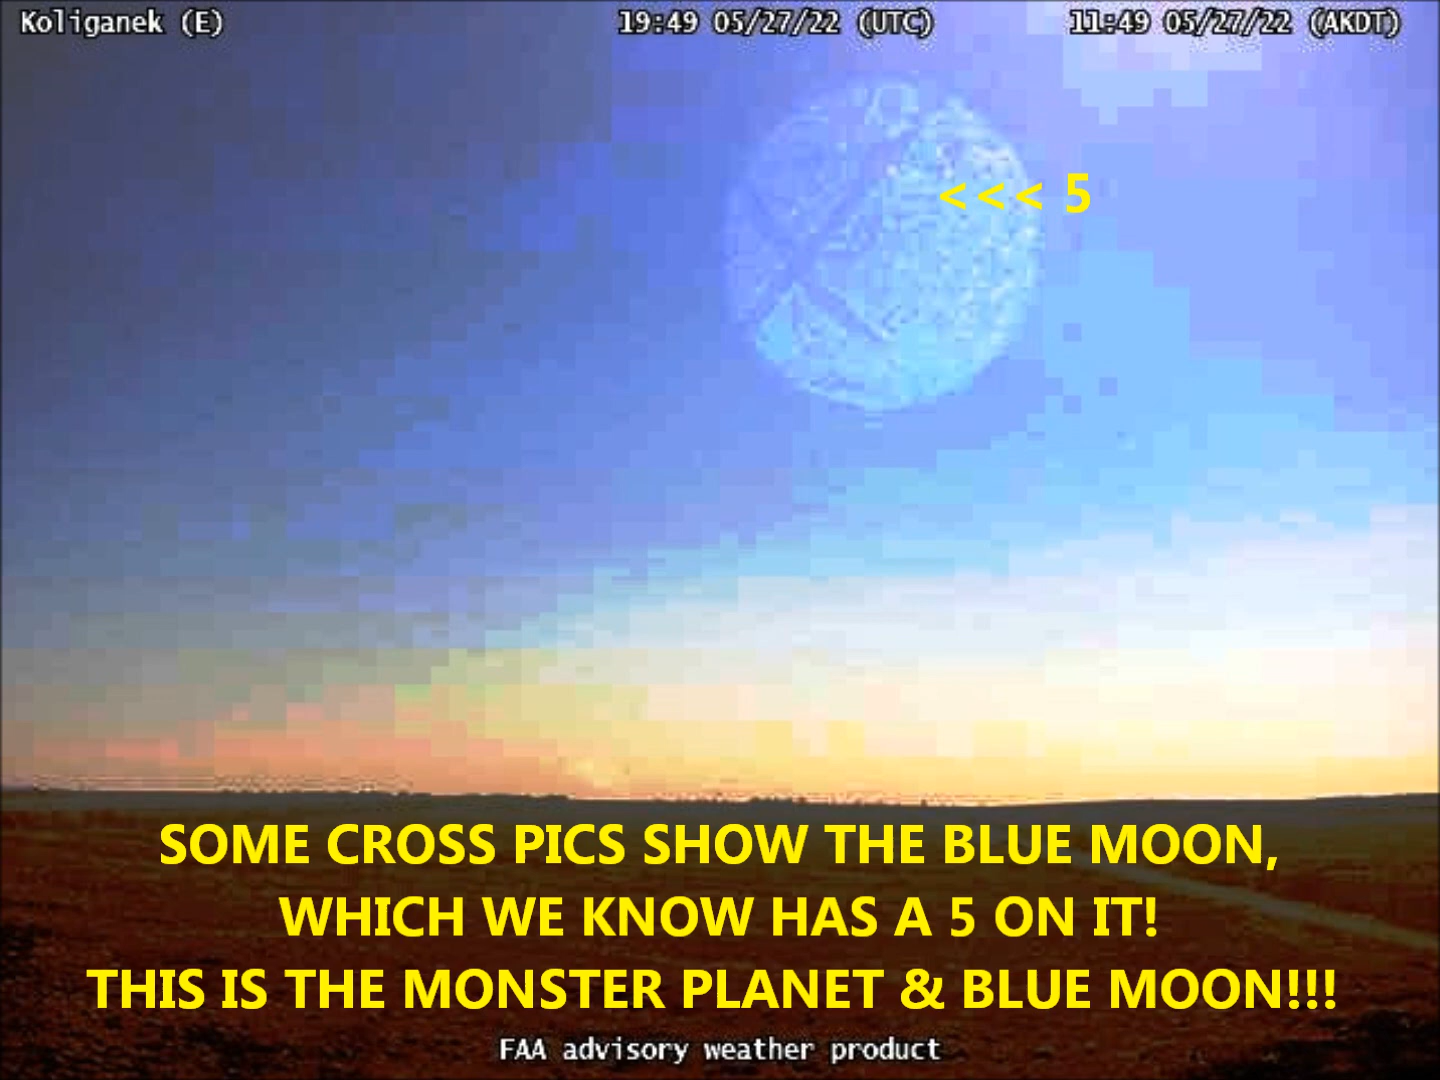 Koliganek (E) 19:49 05/27/22 (UTC) 11:49 05/27/22 (AKDT)
<<< 5
SOME CROSS PICS SHOW THE BLUE MOON,
WHICH WE KNOW HAS A 5 ON IT!
THIS IS THE MONSTER PLANET & BLUE MOON!!!
FAA advisory weather product